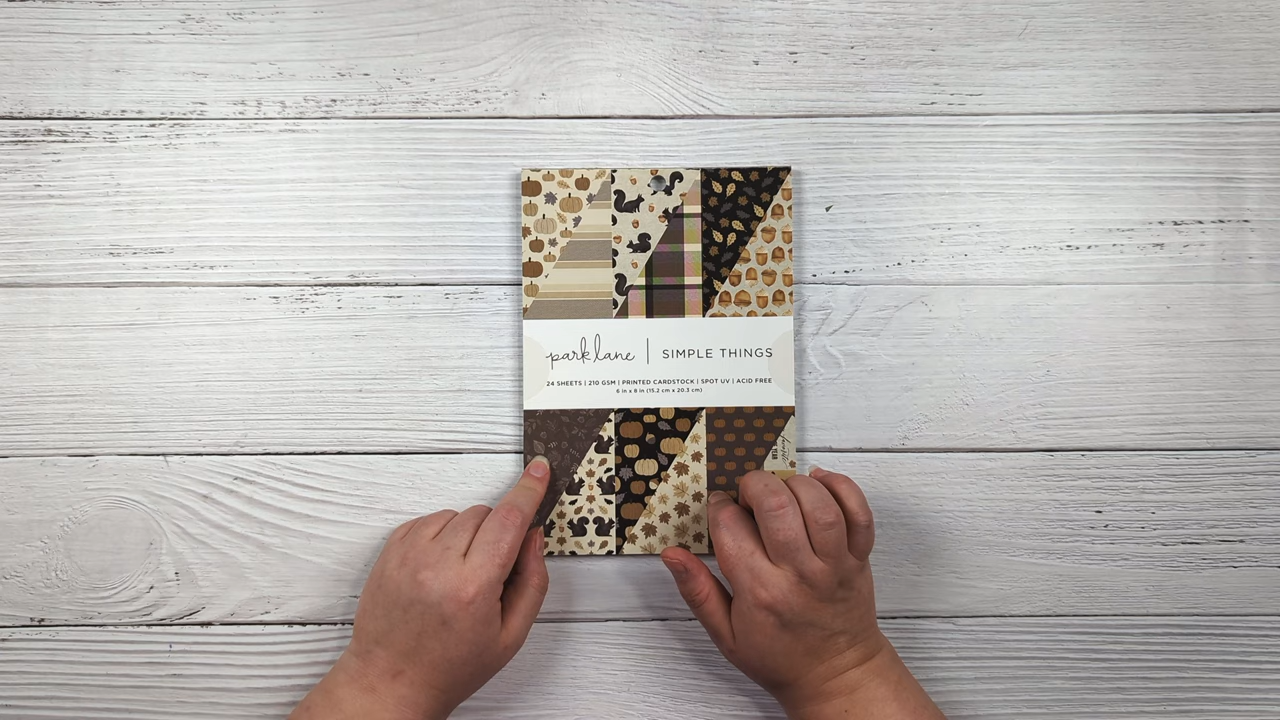 park lane | SIMPLE THINGS
24 SHEETS | 210 GSM | PRINTED CARDSTOCK | SPOT UV | ACID FREE
6 in x 8 in (15.2 cm x 20.3 cm)
YEAR